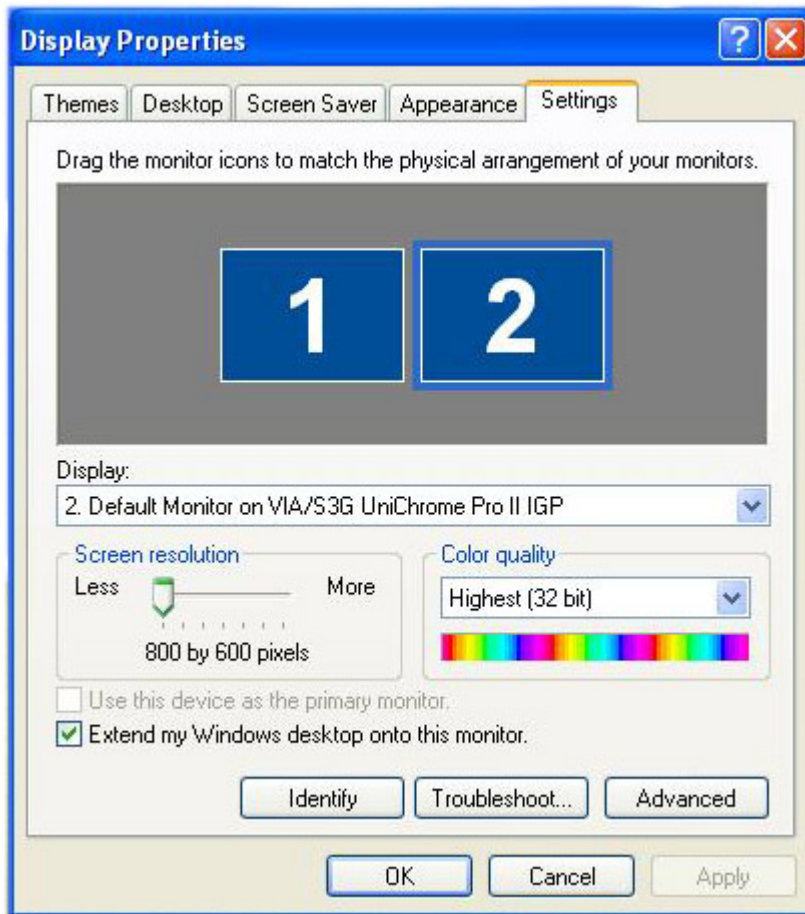 Display Properties
?
Themes Desktop Screen Saver Appearance Settings
Drag the monitor icons to match the physical arrangement of your monitors.
1 2
Display:
2. Default Monitor on VIA/S3G UniChrome Pro II IGP
Screen resolution
Less More
800 by 600 pixels
Color quality
Highest (32 bit)
Use this device as the primary monitor.
Extend my Windows desktop onto this monitor.
Identify Troubleshoot... Advanced
OK Cancel Apply